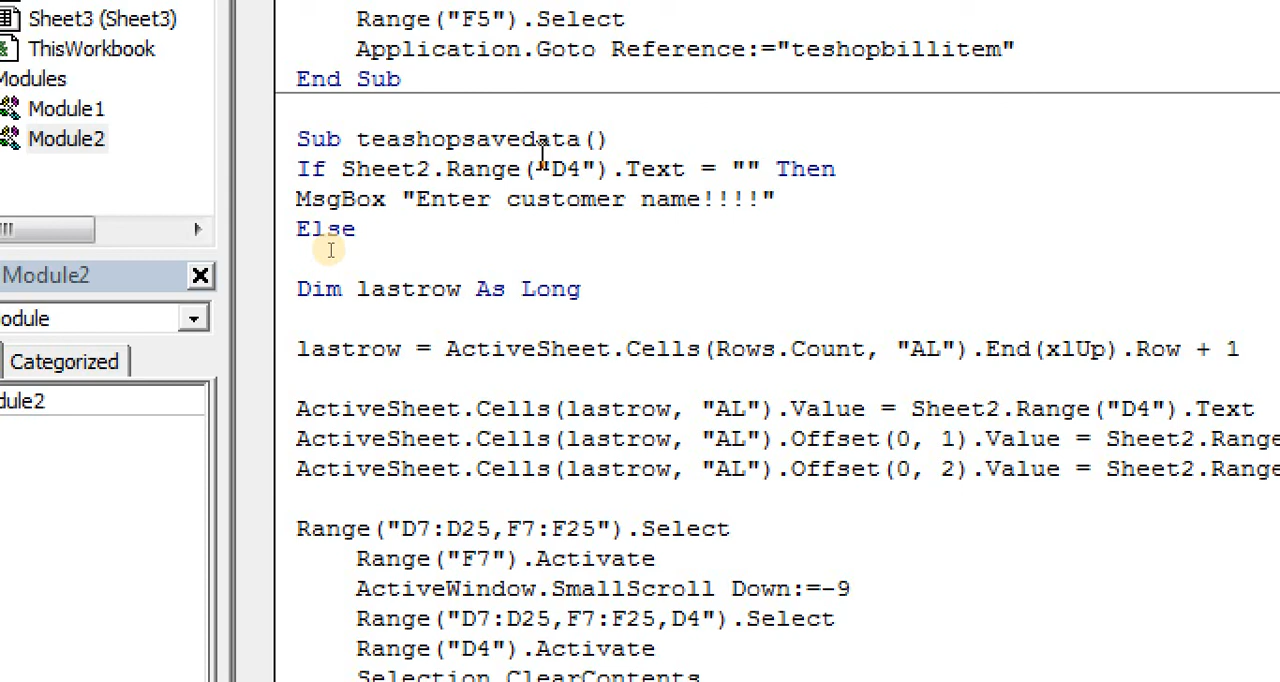 Sheet3 (Sheet3)
ThisWorkbook
Modules
Module1
Module2
Module2
odule
Categorized
dule2
Range("F5").Select
Application.Goto Reference:="teshopbillitem"
End Sub
Sub teashopsavedata()
If Sheet2.Range("D4").Text = "" Then
MsgBox "Enter customer name!!!!"
Else
Dim lastrow As Long
lastrow = ActiveSheet.Cells(Rows.Count, "AL").End(xlUp).Row + 1
ActiveSheet.Cells(lastrow, "AL").Value = Sheet2.Range("D4").Text
ActiveSheet.Cells(lastrow, "AL").Offset(0, 1).Value = Sheet2.Range
ActiveSheet.Cells(lastrow, "AL").Offset(0, 2).Value = Sheet2.Range
Range("D7:D25,F7:F25").Select
Range("F7").Activate
ActiveWindow.SmallScroll Down:=-9
Range("D7:D25,F7:F25,D4").Select
Range("D4").Activate
Selection.ClearContents